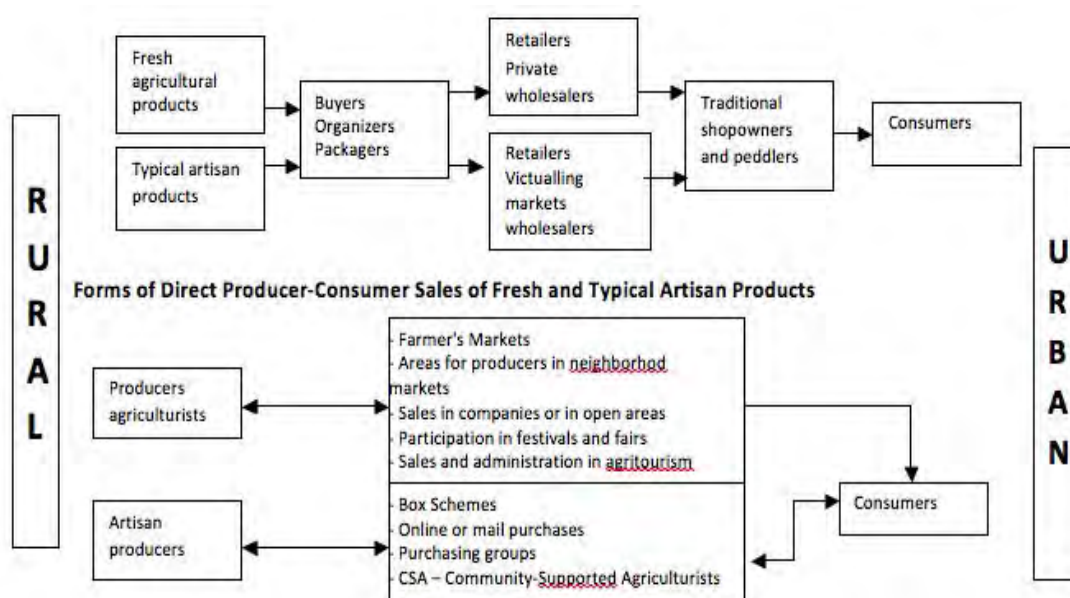 Fresh
agricultural
products
Typical artisan
products
Buyers
Organizers
Packagers
Retailers
Private
wholesalers
Retailers
Victualling
markets
wholesalers
Traditional
shopowners
and peddlers
Consumers
RURAL
URBAN
Forms of Direct Producer-Consumer Sales of Fresh and Typical Artisan Products
Producers
agriculturists
Artisan
producers
- Farmer's Markets
- Areas for producers in neighborhod
markets
- Sales in companies or in open areas
- Participation in festivals and fairs
- Sales and administration in agritourism
- Box Schemes
- Online or mail purchases
- Purchasing groups
- CSA – Community-Supported Agriculturists
Consumers